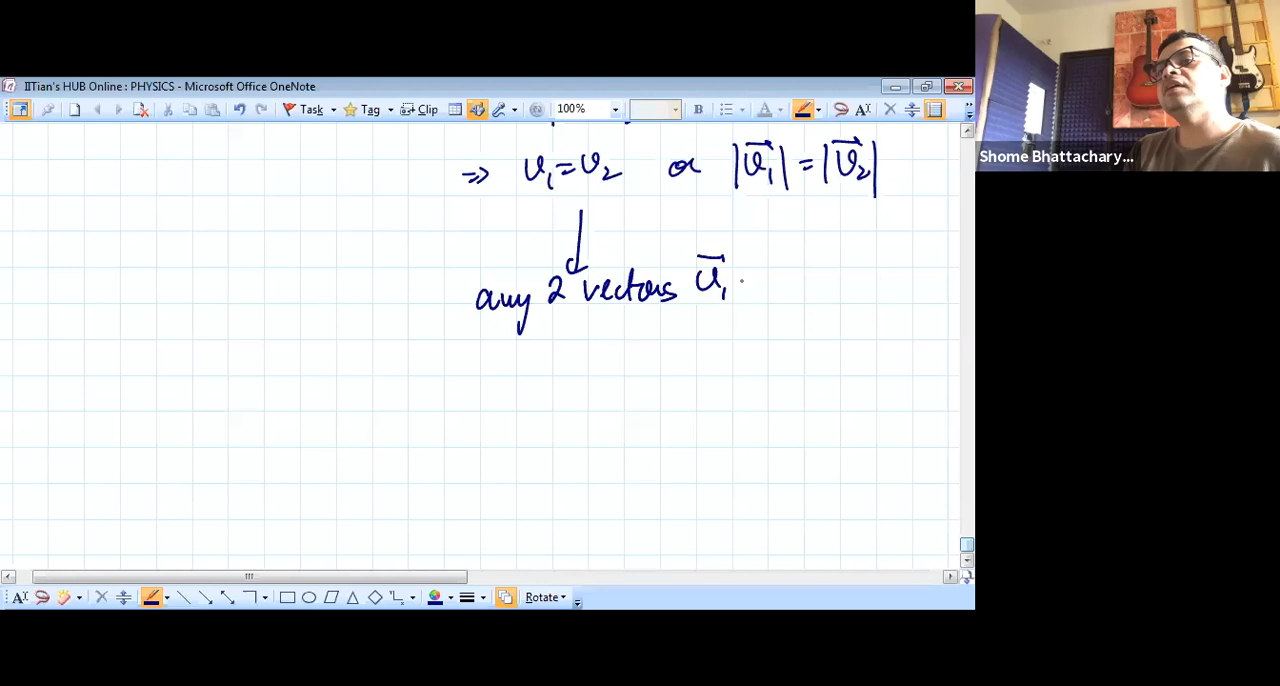 IITian's HUB Online : PHYSICS - Microsoft Office OneNote
Task Tag Clip 100% B A
⇒ v₁ = v₂ or |v⃗₁| = |v⃗₂|
Shome Bhattachary...
any 2 vectors v⃗₁
Rotate